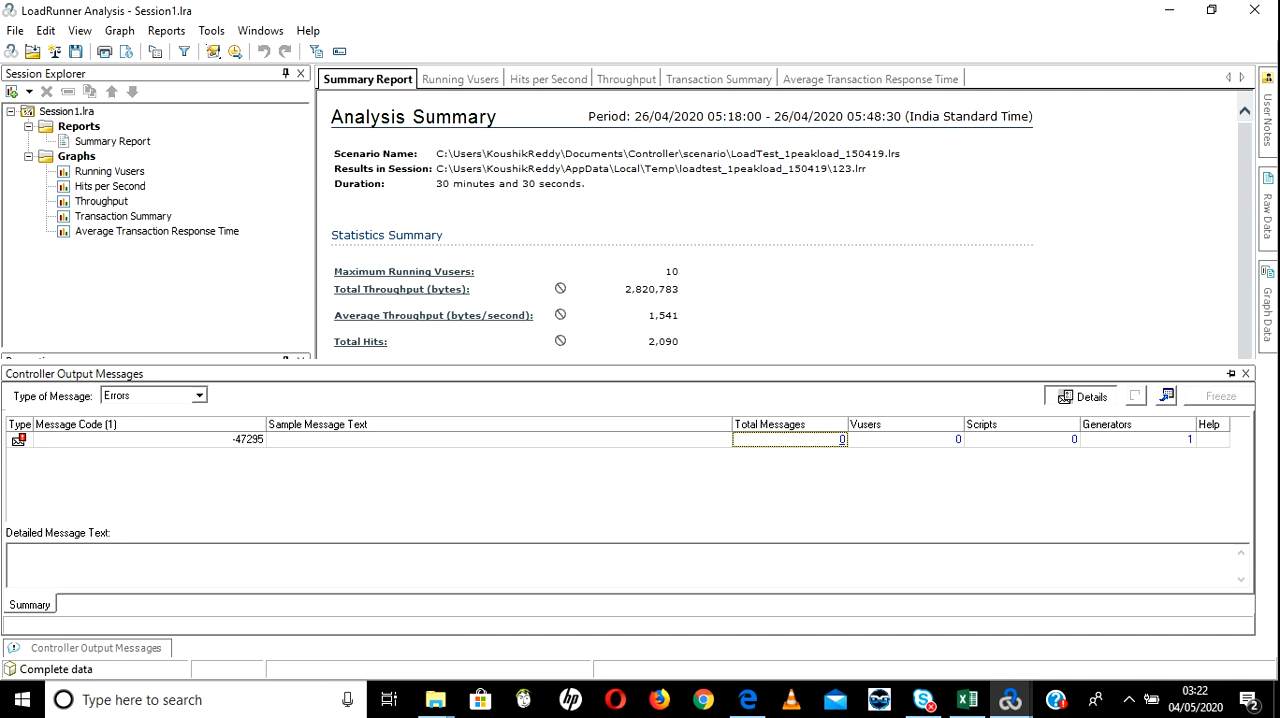 LoadRunner Analysis - Session1.lra
File Edit View Graph Reports Tools Windows Help
Session Explorer
Session1.lra
Reports
Summary Report
Graphs
Running Vusers
Hits per Second
Throughput
Transaction Summary
Average Transaction Response Time
Summary Report Running Vusers Hits per Second Throughput Transaction Summary Average Transaction Response Time
Analysis Summary Period: 26/04/2020 05:18:00 - 26/04/2020 05:48:30 (India Standard Time)
Scenario Name: C:\Users\KoushikReddy\Documents\Controller\scenario\LoadTest_1peakload_150419.lrs
Results in Session: C:\Users\KoushikReddy\AppData\Local\Temp\loadtest_1peakload_150419\123.lrr
Duration: 30 minutes and 30 seconds.
Statistics Summary
Maximum Running Vusers: 10
Total Throughput (bytes): 2,820,783
Average Throughput (bytes/second): 1,541
Total Hits: 2,090
User Notes
Raw Data
Graph Data
Controller Output Messages
Type of Message: Errors Details Freeze
Type Message Code (1) Sample Message Text Total Messages Vusers Scripts Generators Help
-47295 0 0 0 1
Detailed Message Text:
Summary
Controller Output Messages
Complete data
Type here to search
03:22
04/05/2020
2